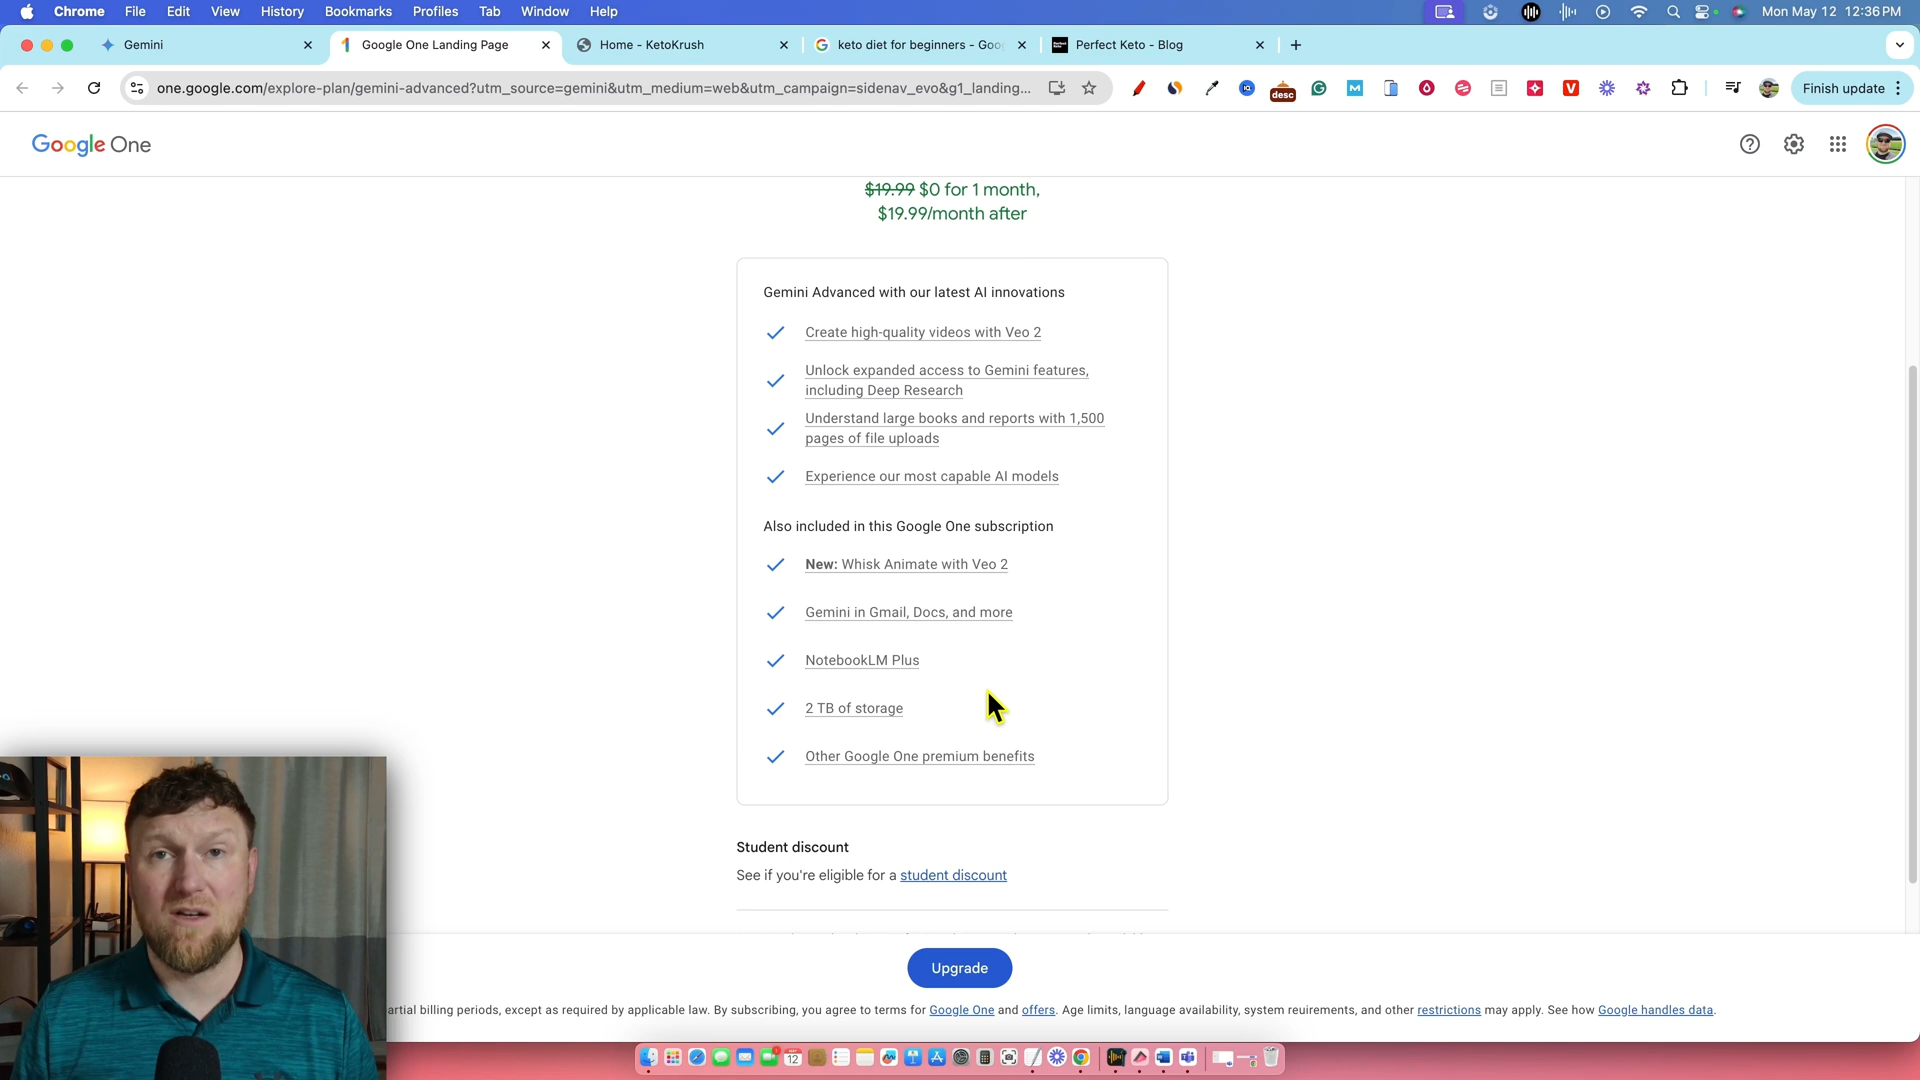 Chrome File Edit View History Bookmarks Profiles Tab Window Help
Mon May 12 12:36 PM
Gemini
Google One Landing Page
Home - KetoKrush
keto diet for beginners - Goo
Perfect Keto - Blog
one.google.com/explore-plan/gemini-advanced?utm_source=gemini&utm_medium=web&utm_campaign=sidenav_evo&g1_landing...
desc
Finish update
Google One
$19.99 $0 for 1 month,
$19.99/month after
Gemini Advanced with our latest AI innovations
Create high-quality videos with Veo 2
Unlock expanded access to Gemini features,
including Deep Research
Understand large books and reports with 1,500
pages of file uploads
Experience our most capable AI models
Also included in this Google One subscription
New: Whisk Animate with Veo 2
Gemini in Gmail, Docs, and more
NotebookLM Plus
2 TB of storage
Other Google One premium benefits
Student discount
See if you're eligible for a student discount
Upgrade
artial billing periods, except as required by applicable law. By subscribing, you agree to terms for Google One and offers. Age limits, language availability, system reuirements, and other restrictions may apply. See how Google handles data.